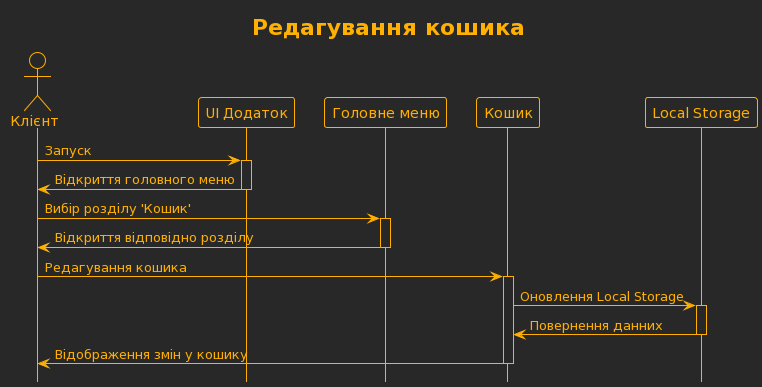 Редагування кошика
Клієнт
UI Додаток
Головне меню
Кошик
Local Storage
Запуск
Відкриття головного меню
Вибір розділу 'Кошик'
Відкриття відповідно розділу
Редагування кошика
Оновлення Local Storage
Повернення данних
Відображення змін у кошику